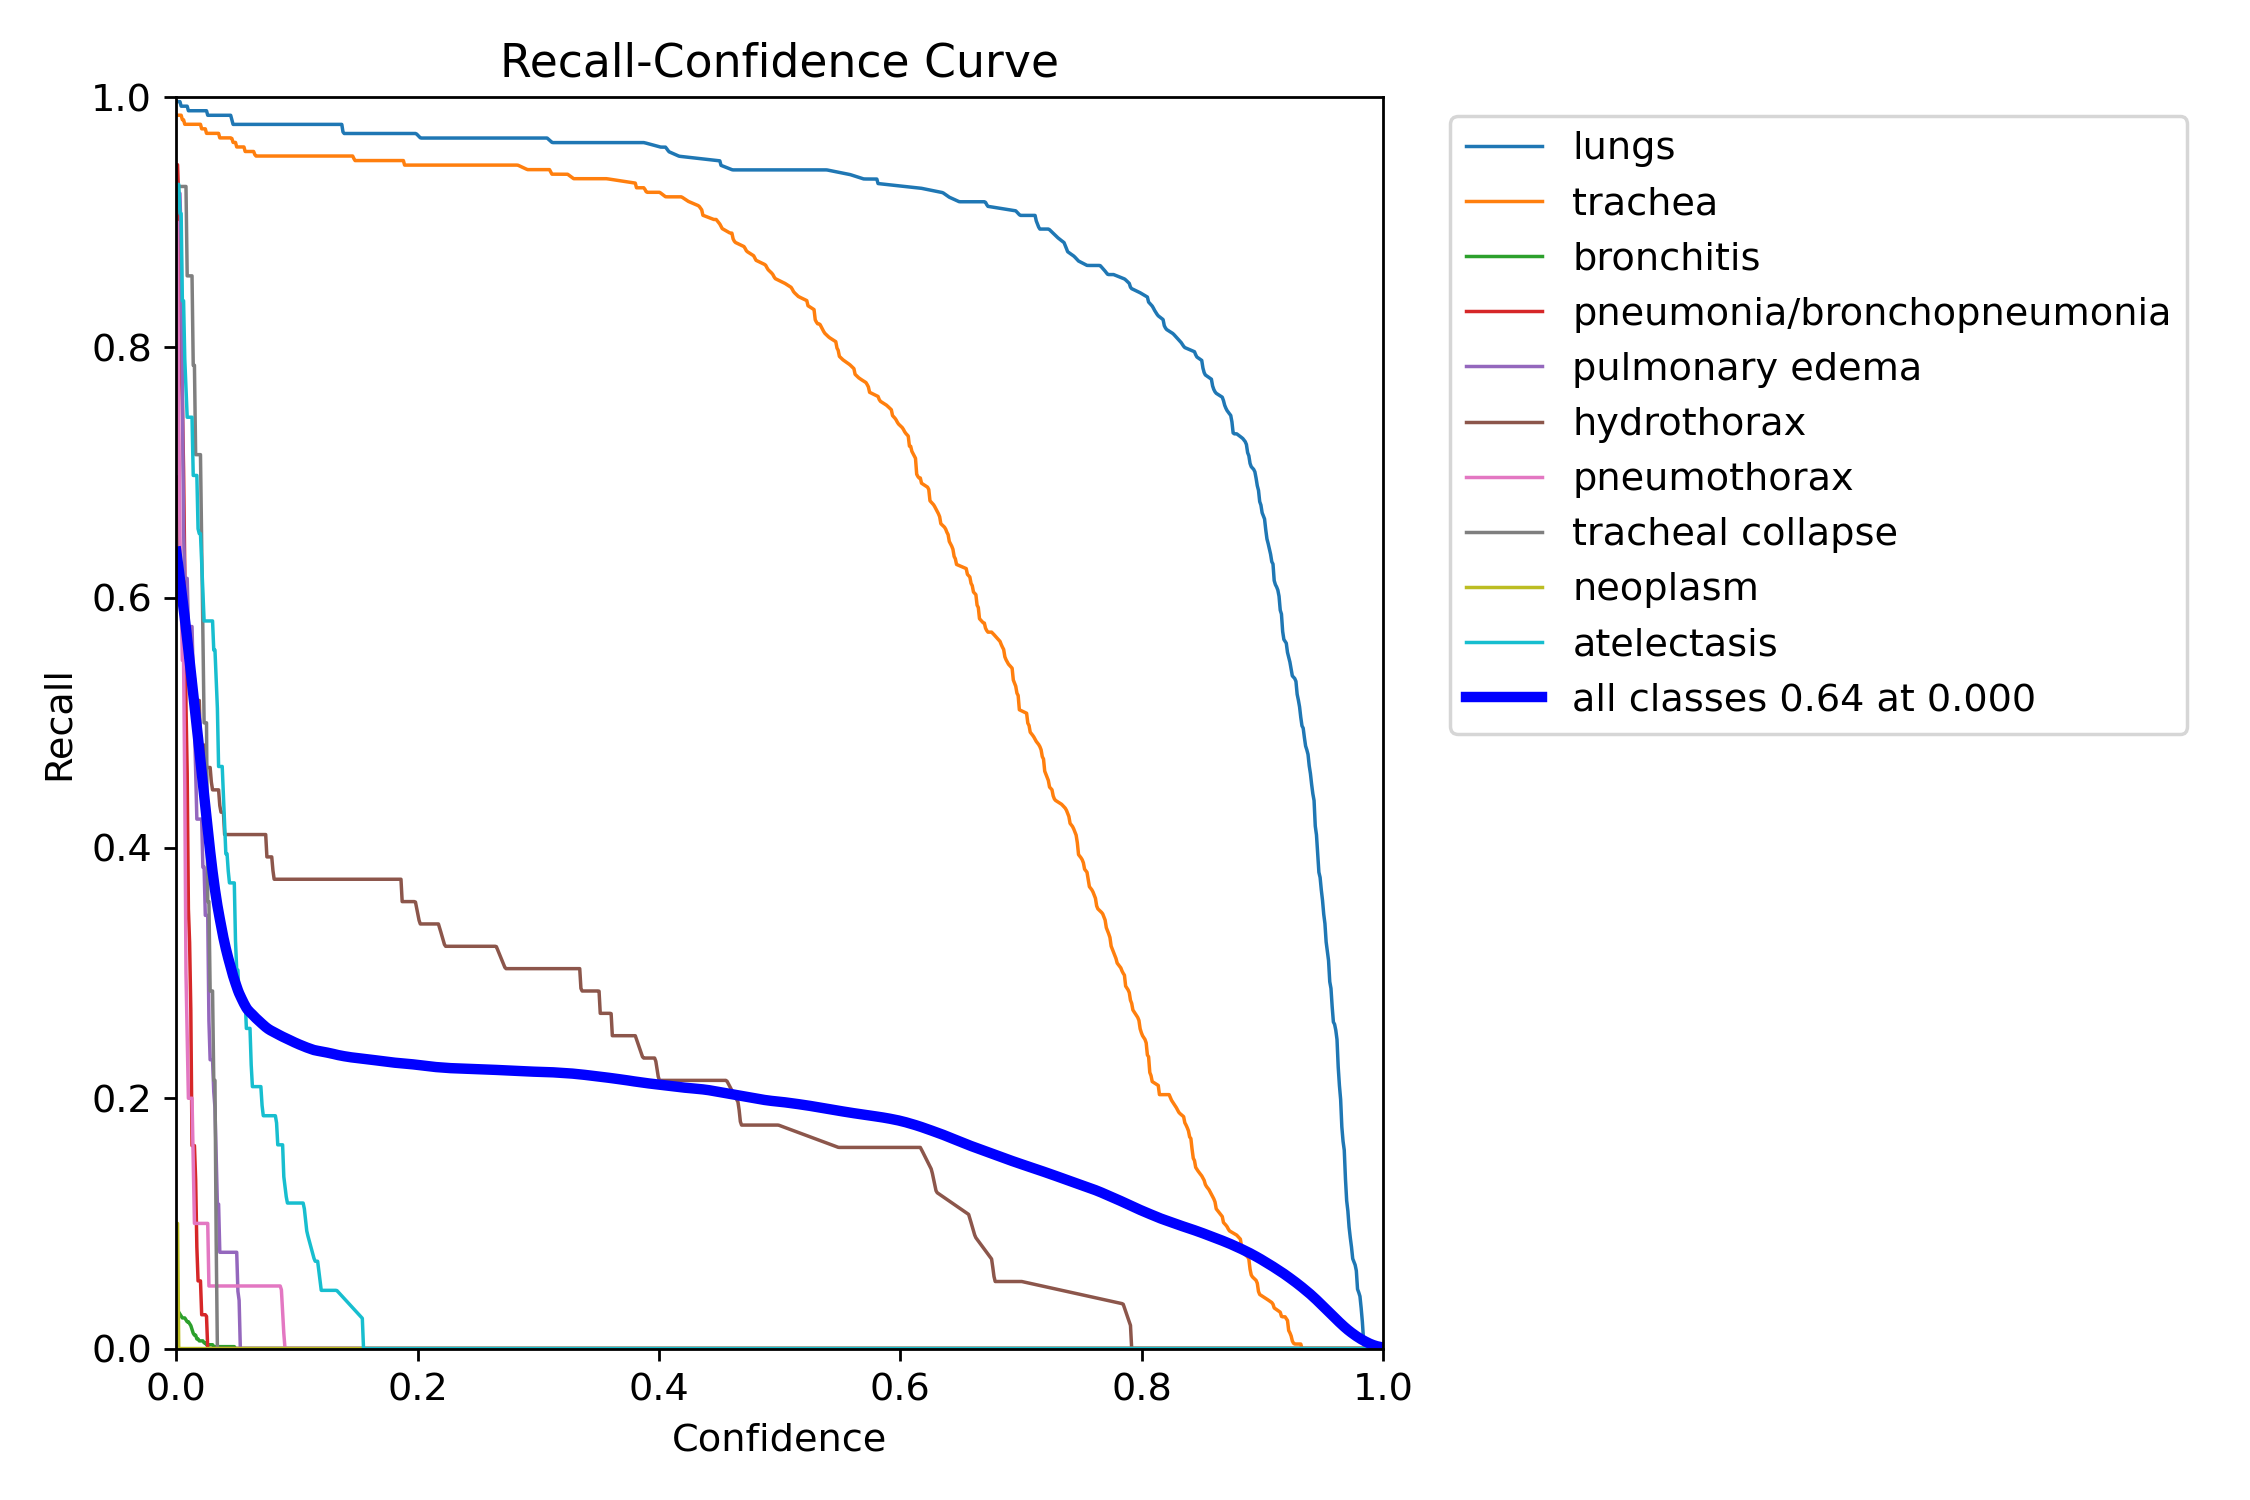 Recall-Confidence Curve
1.0
0.8
0.6
0.4
0.2
0.0
Recall
0.0 0.2 0.4 0.6 0.8 1.0
Confidence
lungs
trachea
bronchitis
pneumonia/bronchopneumonia
pulmonary edema
hydrothorax
pneumothorax
tracheal collapse
neoplasm
atelectasis
all classes 0.64 at 0.000